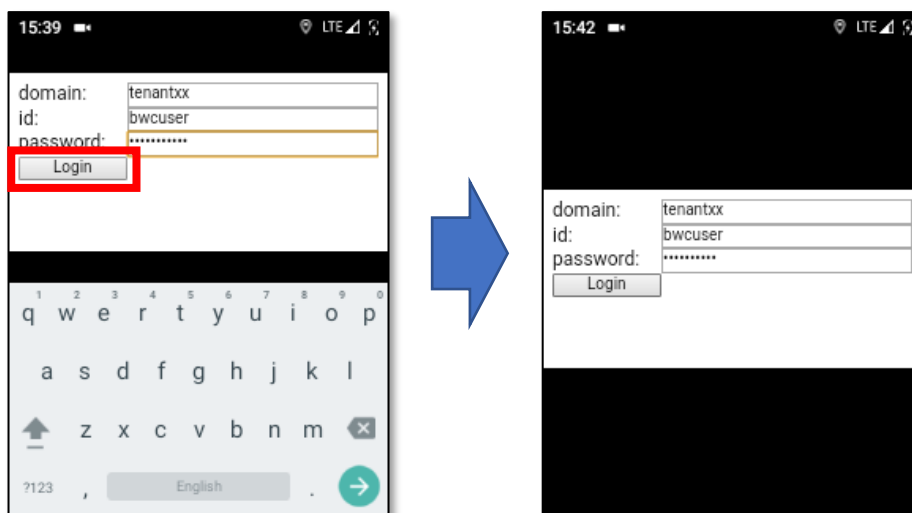 15:39 LTE
domain: tenantxx
id: bwcuser
password: •••••••••••
Login
1 2 3 4 5 6 7 8 9 0
q w e r t y u i o p
a s d f g h j k l
z x c v b n m
?123 , English .
15:42 LTE
domain: tenantxx
id: bwcuser
password: ••••••••••
Login